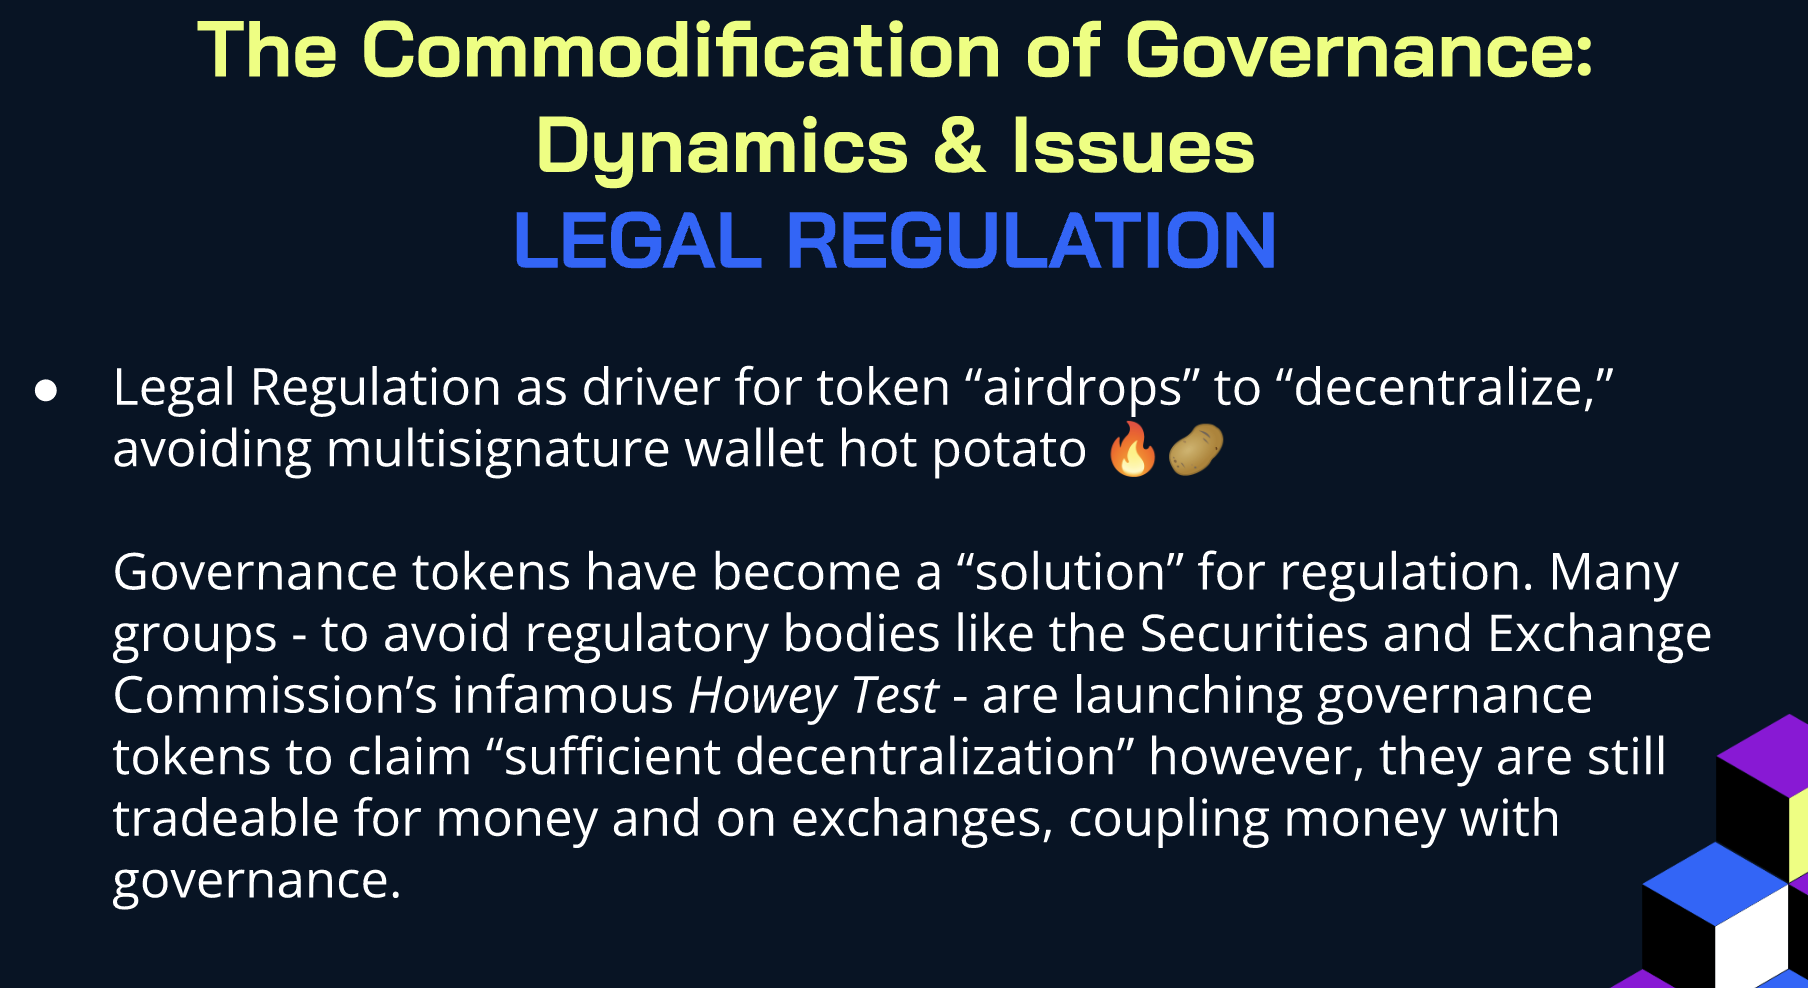 The Commodification of Governance:
Dynamics & Issues
LEGAL REGULATION
● Legal Regulation as driver for token “airdrops” to “decentralize,”
avoiding multisignature wallet hot potato 🔥🥔
Governance tokens have become a “solution” for regulation. Many
groups - to avoid regulatory bodies like the Securities and Exchange
Commission’s infamous Howey Test - are launching governance
tokens to claim “sufficient decentralization” however, they are still
tradeable for money and on exchanges, coupling money with
governance.